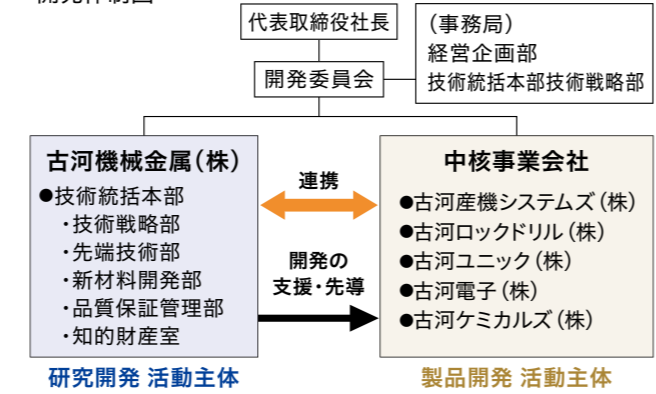 開発体制図
代表取締役社長
(事務局)
経営企画部
技術統括本部技術戦略部
開発委員会
古河機械金属(株)
●技術統括本部
・技術戦略部
・先端技術部
・新材料開発部
・品質保証管理部
・知的財産室
研究開発 活動主体
連携
開発の
支援・先導
中核事業会社
●古河産機システムズ(株)
●古河ロックドリル(株)
●古河ユニック(株)
●古河電子(株)
●古河ケミカルズ(株)
製品開発 活動主体